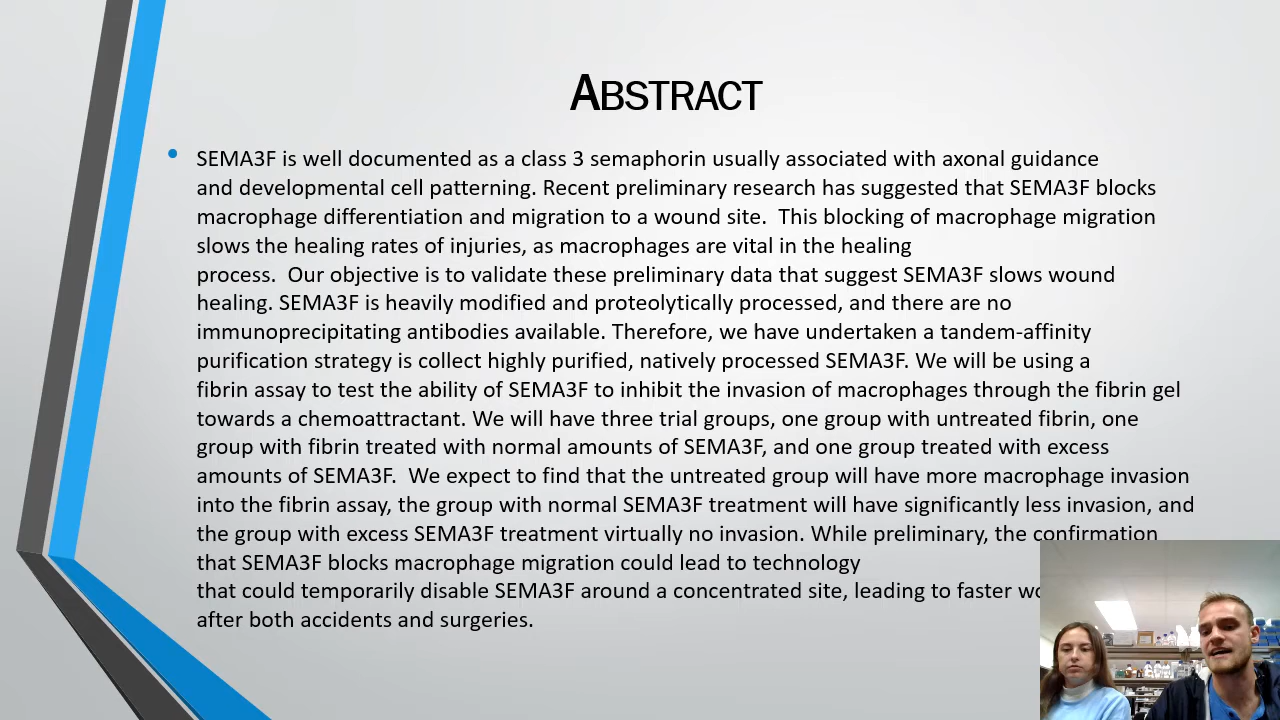 ABSTRACT
• SEMA3F is well documented as a class 3 semaphorin usually associated with axonal guidance
and developmental cell patterning. Recent preliminary research has suggested that SEMA3F blocks
macrophage differentiation and migration to a wound site.  This blocking of macrophage migration
slows the healing rates of injuries, as macrophages are vital in the healing
process.  Our objective is to validate these preliminary data that suggest SEMA3F slows wound
healing. SEMA3F is heavily modified and proteolytically processed, and there are no
immunoprecipitating antibodies available. Therefore, we have undertaken a tandem-affinity
purification strategy is collect highly purified, natively processed SEMA3F. We will be using a
fibrin assay to test the ability of SEMA3F to inhibit the invasion of macrophages through the fibrin gel
towards a chemoattractant. We will have three trial groups, one group with untreated fibrin, one
group with fibrin treated with normal amounts of SEMA3F, and one group treated with excess
amounts of SEMA3F.  We expect to find that the untreated group will have more macrophage invasion
into the fibrin assay, the group with normal SEMA3F treatment will have significantly less invasion, and
the group with excess SEMA3F treatment virtually no invasion. While preliminary, the confirmation
that SEMA3F blocks macrophage migration could lead to technology
that could temporarily disable SEMA3F around a concentrated site, leading to faster
after both accidents and surgeries.